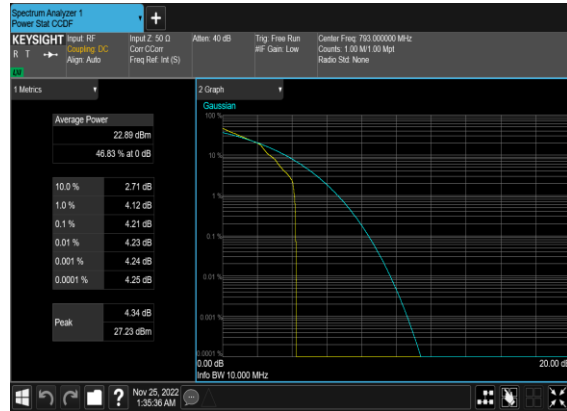 Spectrum Analyzer 1
Power Stat CCDF
+
KEYSIGHT
R T
Input: RF
Coupling: DC
Align: Auto
Input Z: 50 Ω
Corr CCorr
Freq Ref: Int (S)
Atten: 40 dB
Trig: Free Run
#IF Gain: Low
Center Freq: 793.000000 MHz
Counts: 1.00 M/1.00 Mpt
Radio Std: None
1 Metrics
Average Power
22.89 dBm
46.83 % at 0 dB
10.0 % 2.71 dB
1.0 % 4.12 dB
0.1 % 4.21 dB
0.01 % 4.23 dB
0.001 % 4.24 dB
0.0001 % 4.25 dB
Peak
4.34 dB
27.23 dBm
2 Graph
Gaussian
100 %
10 %
1 %
0.1 %
0.01 %
0.001 %
0.0001 %
0.00 dB
20.00 dB
Info BW 10.000 MHz
?
Nov 25, 2022
1:35:36 AM